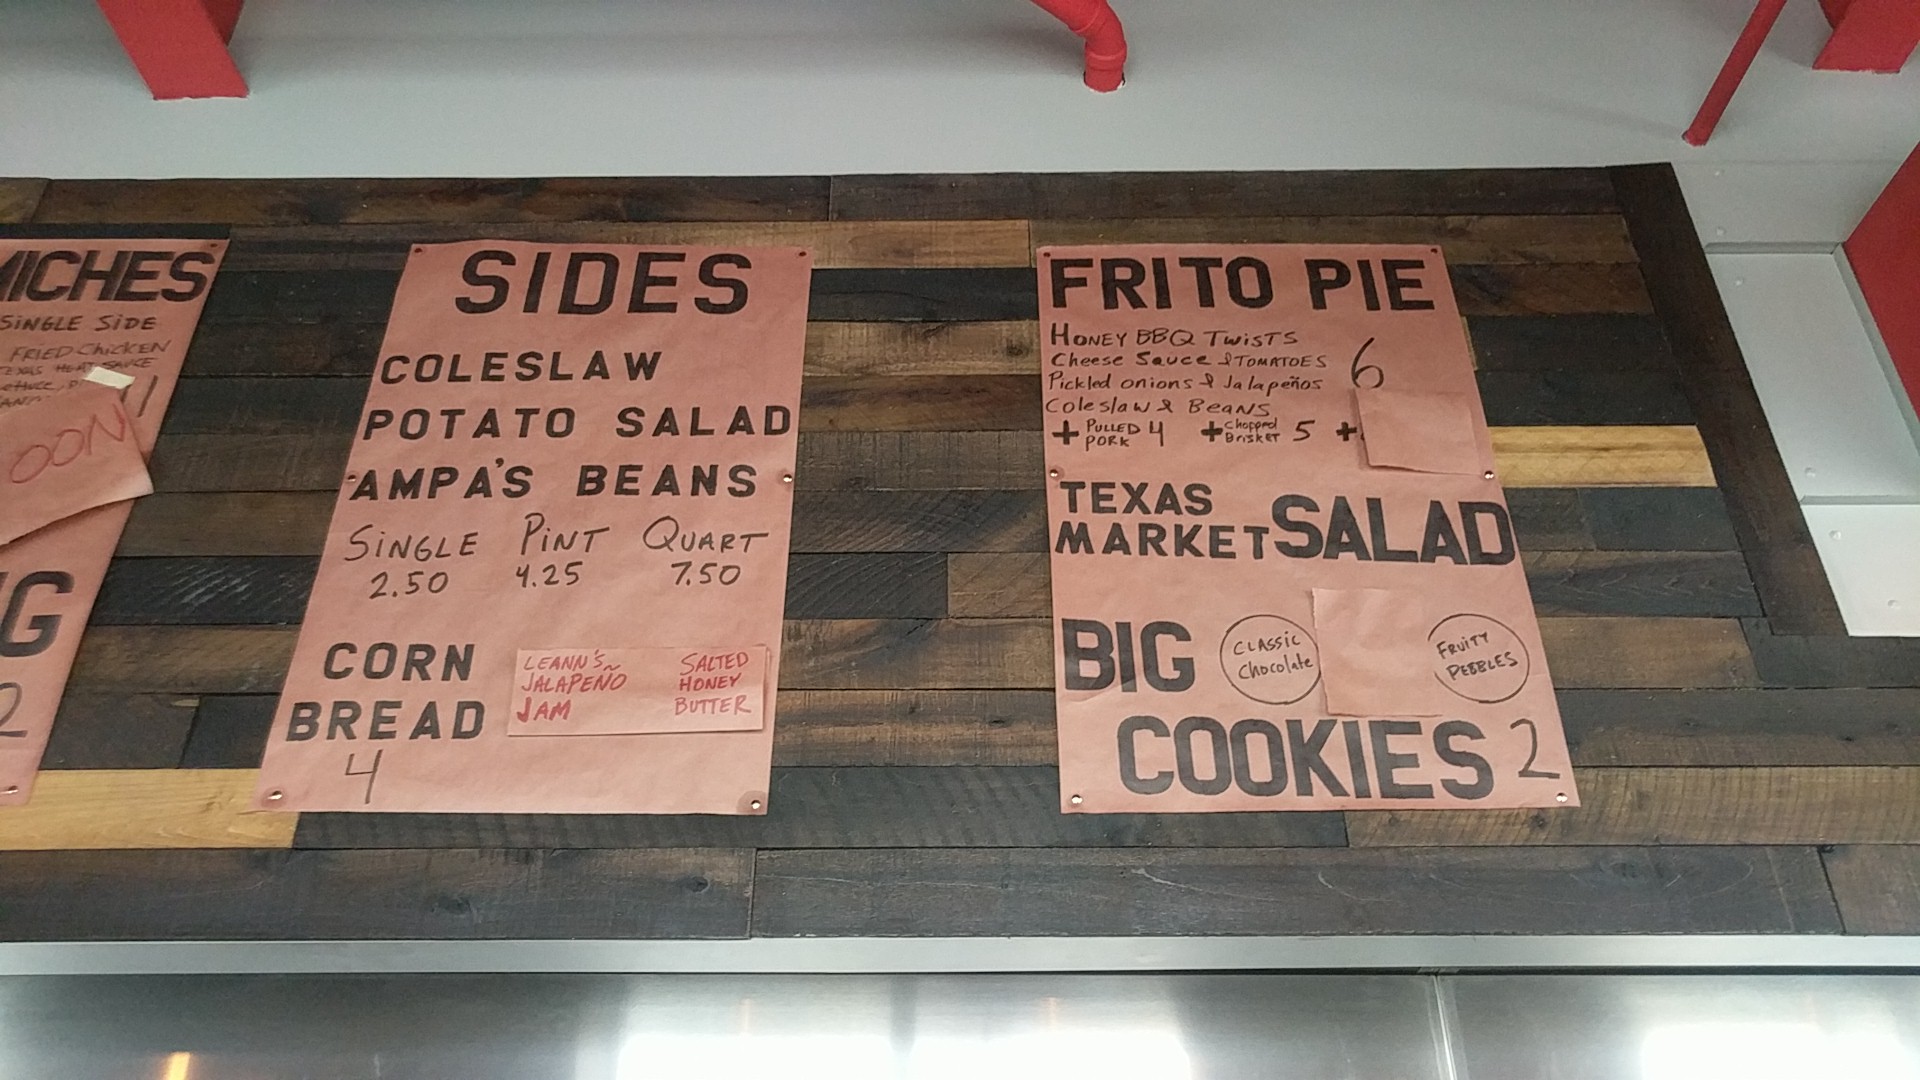 SINGLE SIDE
FRIED CHICKEN
TEXAS HEAT SAUCE
OON
2
SIDES
COLESLAW
POTATO SALAD
AMPA'S BEANS
SINGLE PINT QUART
2.50 4.25 7.50
CORN
BREAD
4
LEANN'S
JALAPEÑO
JAM
SALTED
HONEY
BUTTER
FRITO PIE
HONEY BBQ TWISTS
Cheese Sauce & TOMATOES
6
Pickled onions & Jalapeños
Coleslaw & BEANS
+ PULLED PORK 4 + Chopped BRISKET 5 +
TEXAS
MARKET SALAD
BIG
CLASSIC
Chocolate
FRUITY
PEBBLES
COOKIES 2